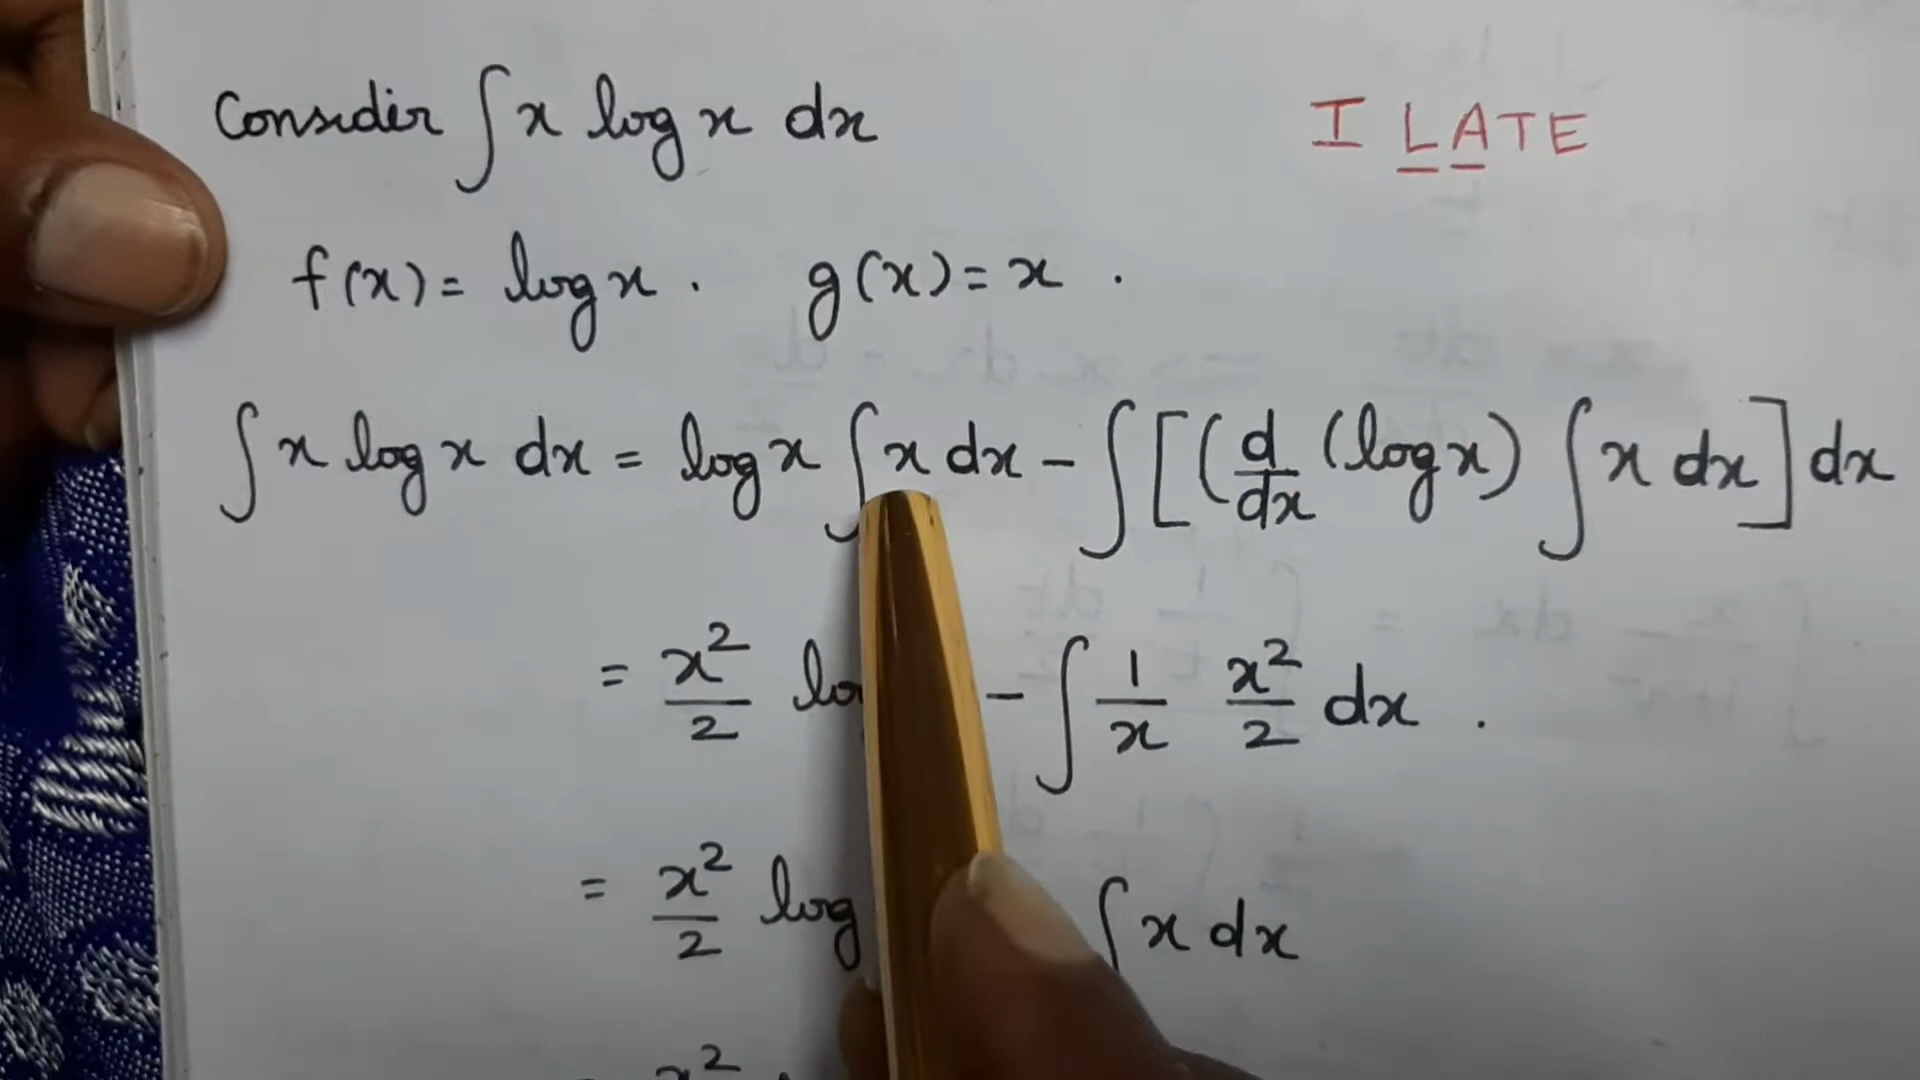 Consider ∫ x log x dx
I LATE
f(x) = log x . g(x) = x .
∫ x log x dx = log x ∫ x dx - ∫ [ ( d/dx (log x) ∫ x dx ] dx
= x²/2 - ∫ 1/x x²/2 dx .
= x²/2 log ∫ x dx
x²